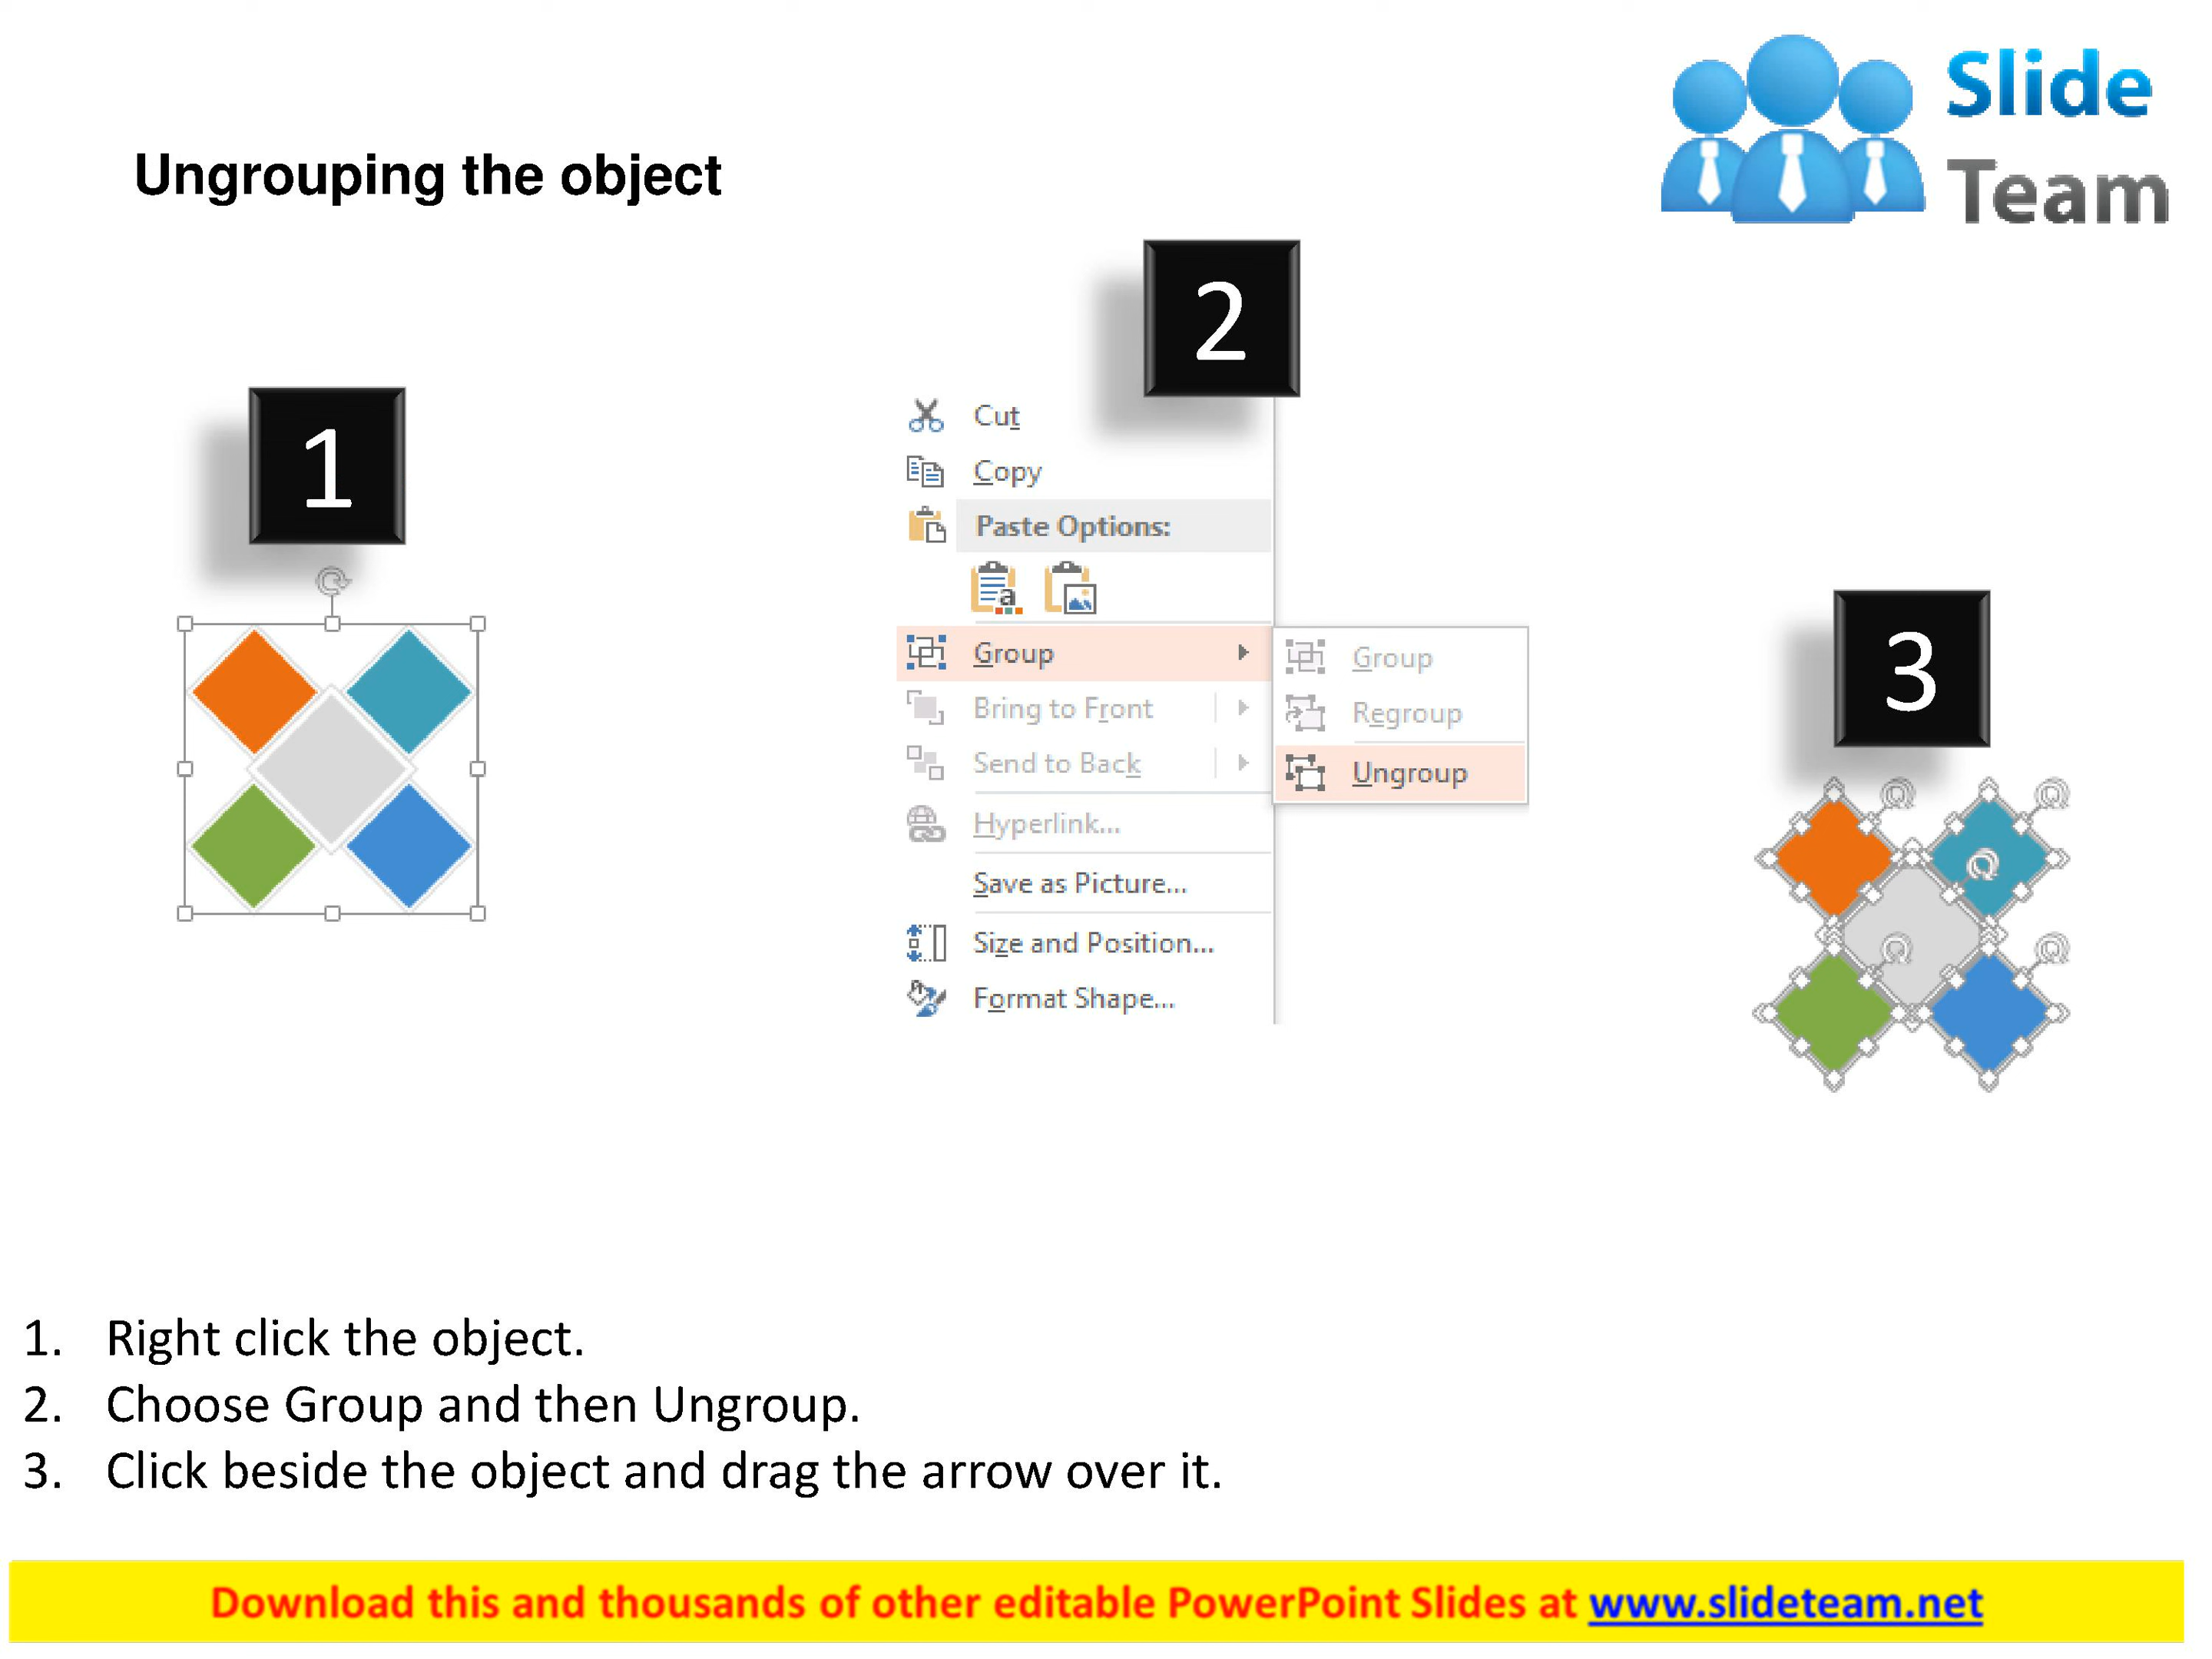 Slide
Team
Ungrouping the object
1
2
3
Cut
Copy
Paste Options:
a
Group
Bring to Front
Send to Back
Hyperlink...
Save as Picture...
Size and Position...
Format Shape...
Group
Regroup
Ungroup
1. Right click the object.
2. Choose Group and then Ungroup.
3. Click beside the object and drag the arrow over it.
Download this and thousands of other editable PowerPoint Slides at www.slideteam.net